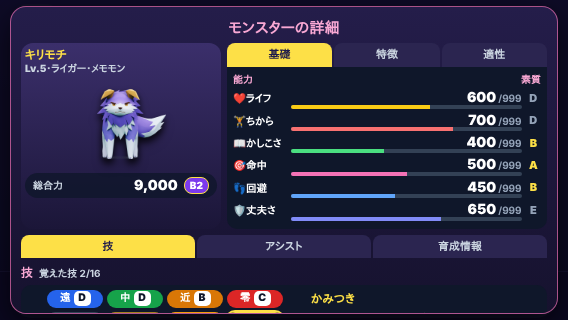 モンスターの詳細
キリモチ
Lv.5・ライガー・メモモン
総合力 9,000 B2
基礎 特徴 適性
能力 素質
ライフ 600 /999 D
ちから 700 /999 D
かしこさ 400 /999 B
命中 500 /999 A
回避 450 /999 B
丈夫さ 650 /999 E
技 アシスト 育成情報
技 覚えた技 2/16
遠 D 中 D 近 B 零 C かみつき